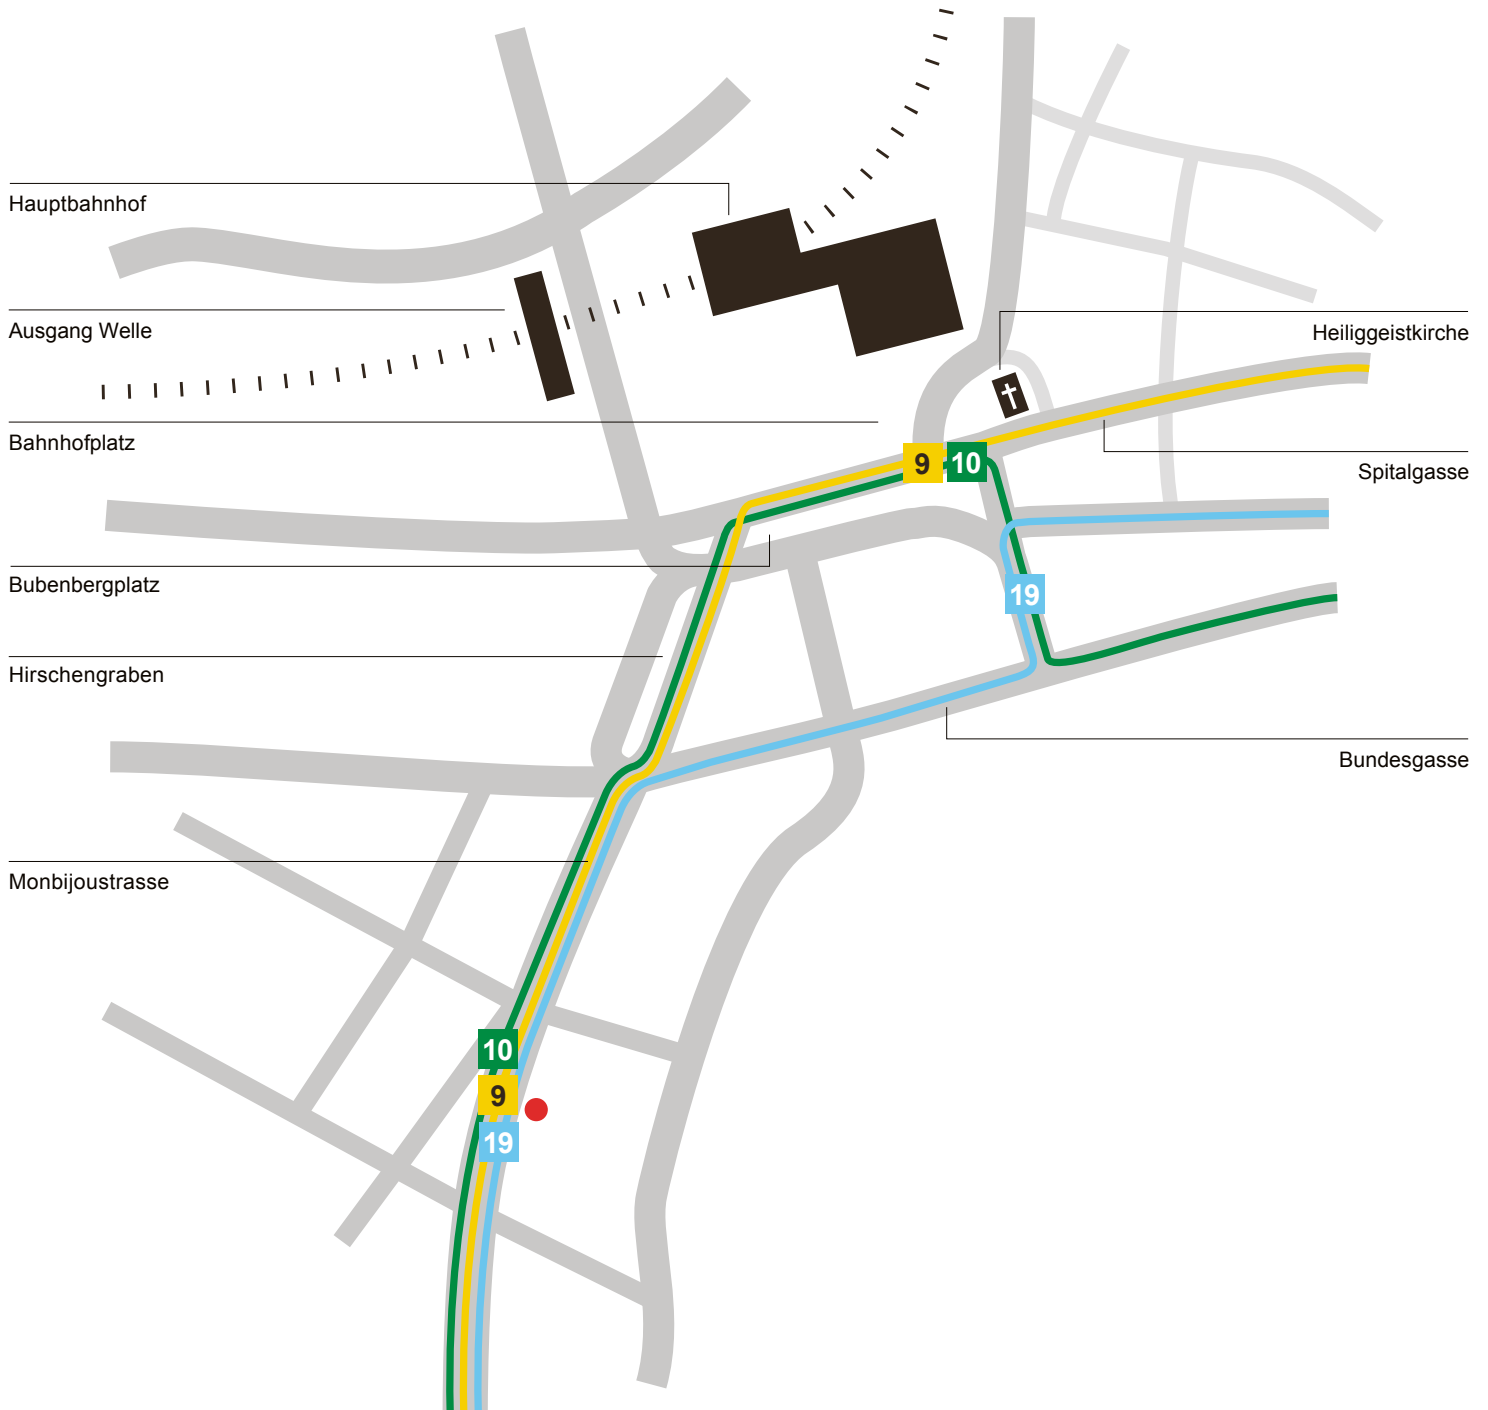 Hauptbahnhof
Ausgang Welle
Heiliggeistkirche
Bahnhofplatz
9
10
Spitalgasse
Bubenbergplatz
19
Hirschengraben
Bundesgasse
Monbijoustrasse
10
9
19